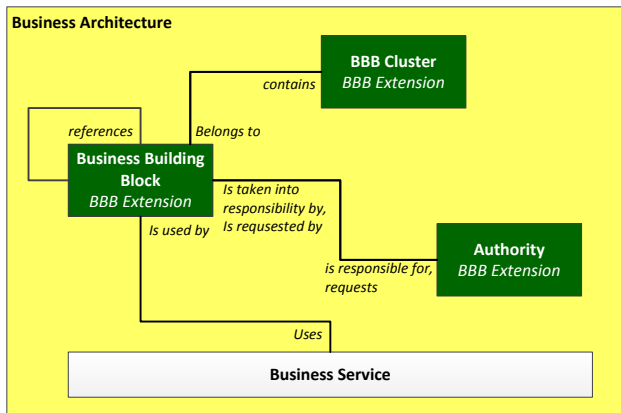 Business Architecture
BBB Cluster
BBB Extension
contains
references
Belongs to
Business Building
Block
BBB Extension
Is taken into
responsibility by,
Is requsested by
Is used by
Authority
BBB Extension
is responsible for,
requests
Uses
Business Service